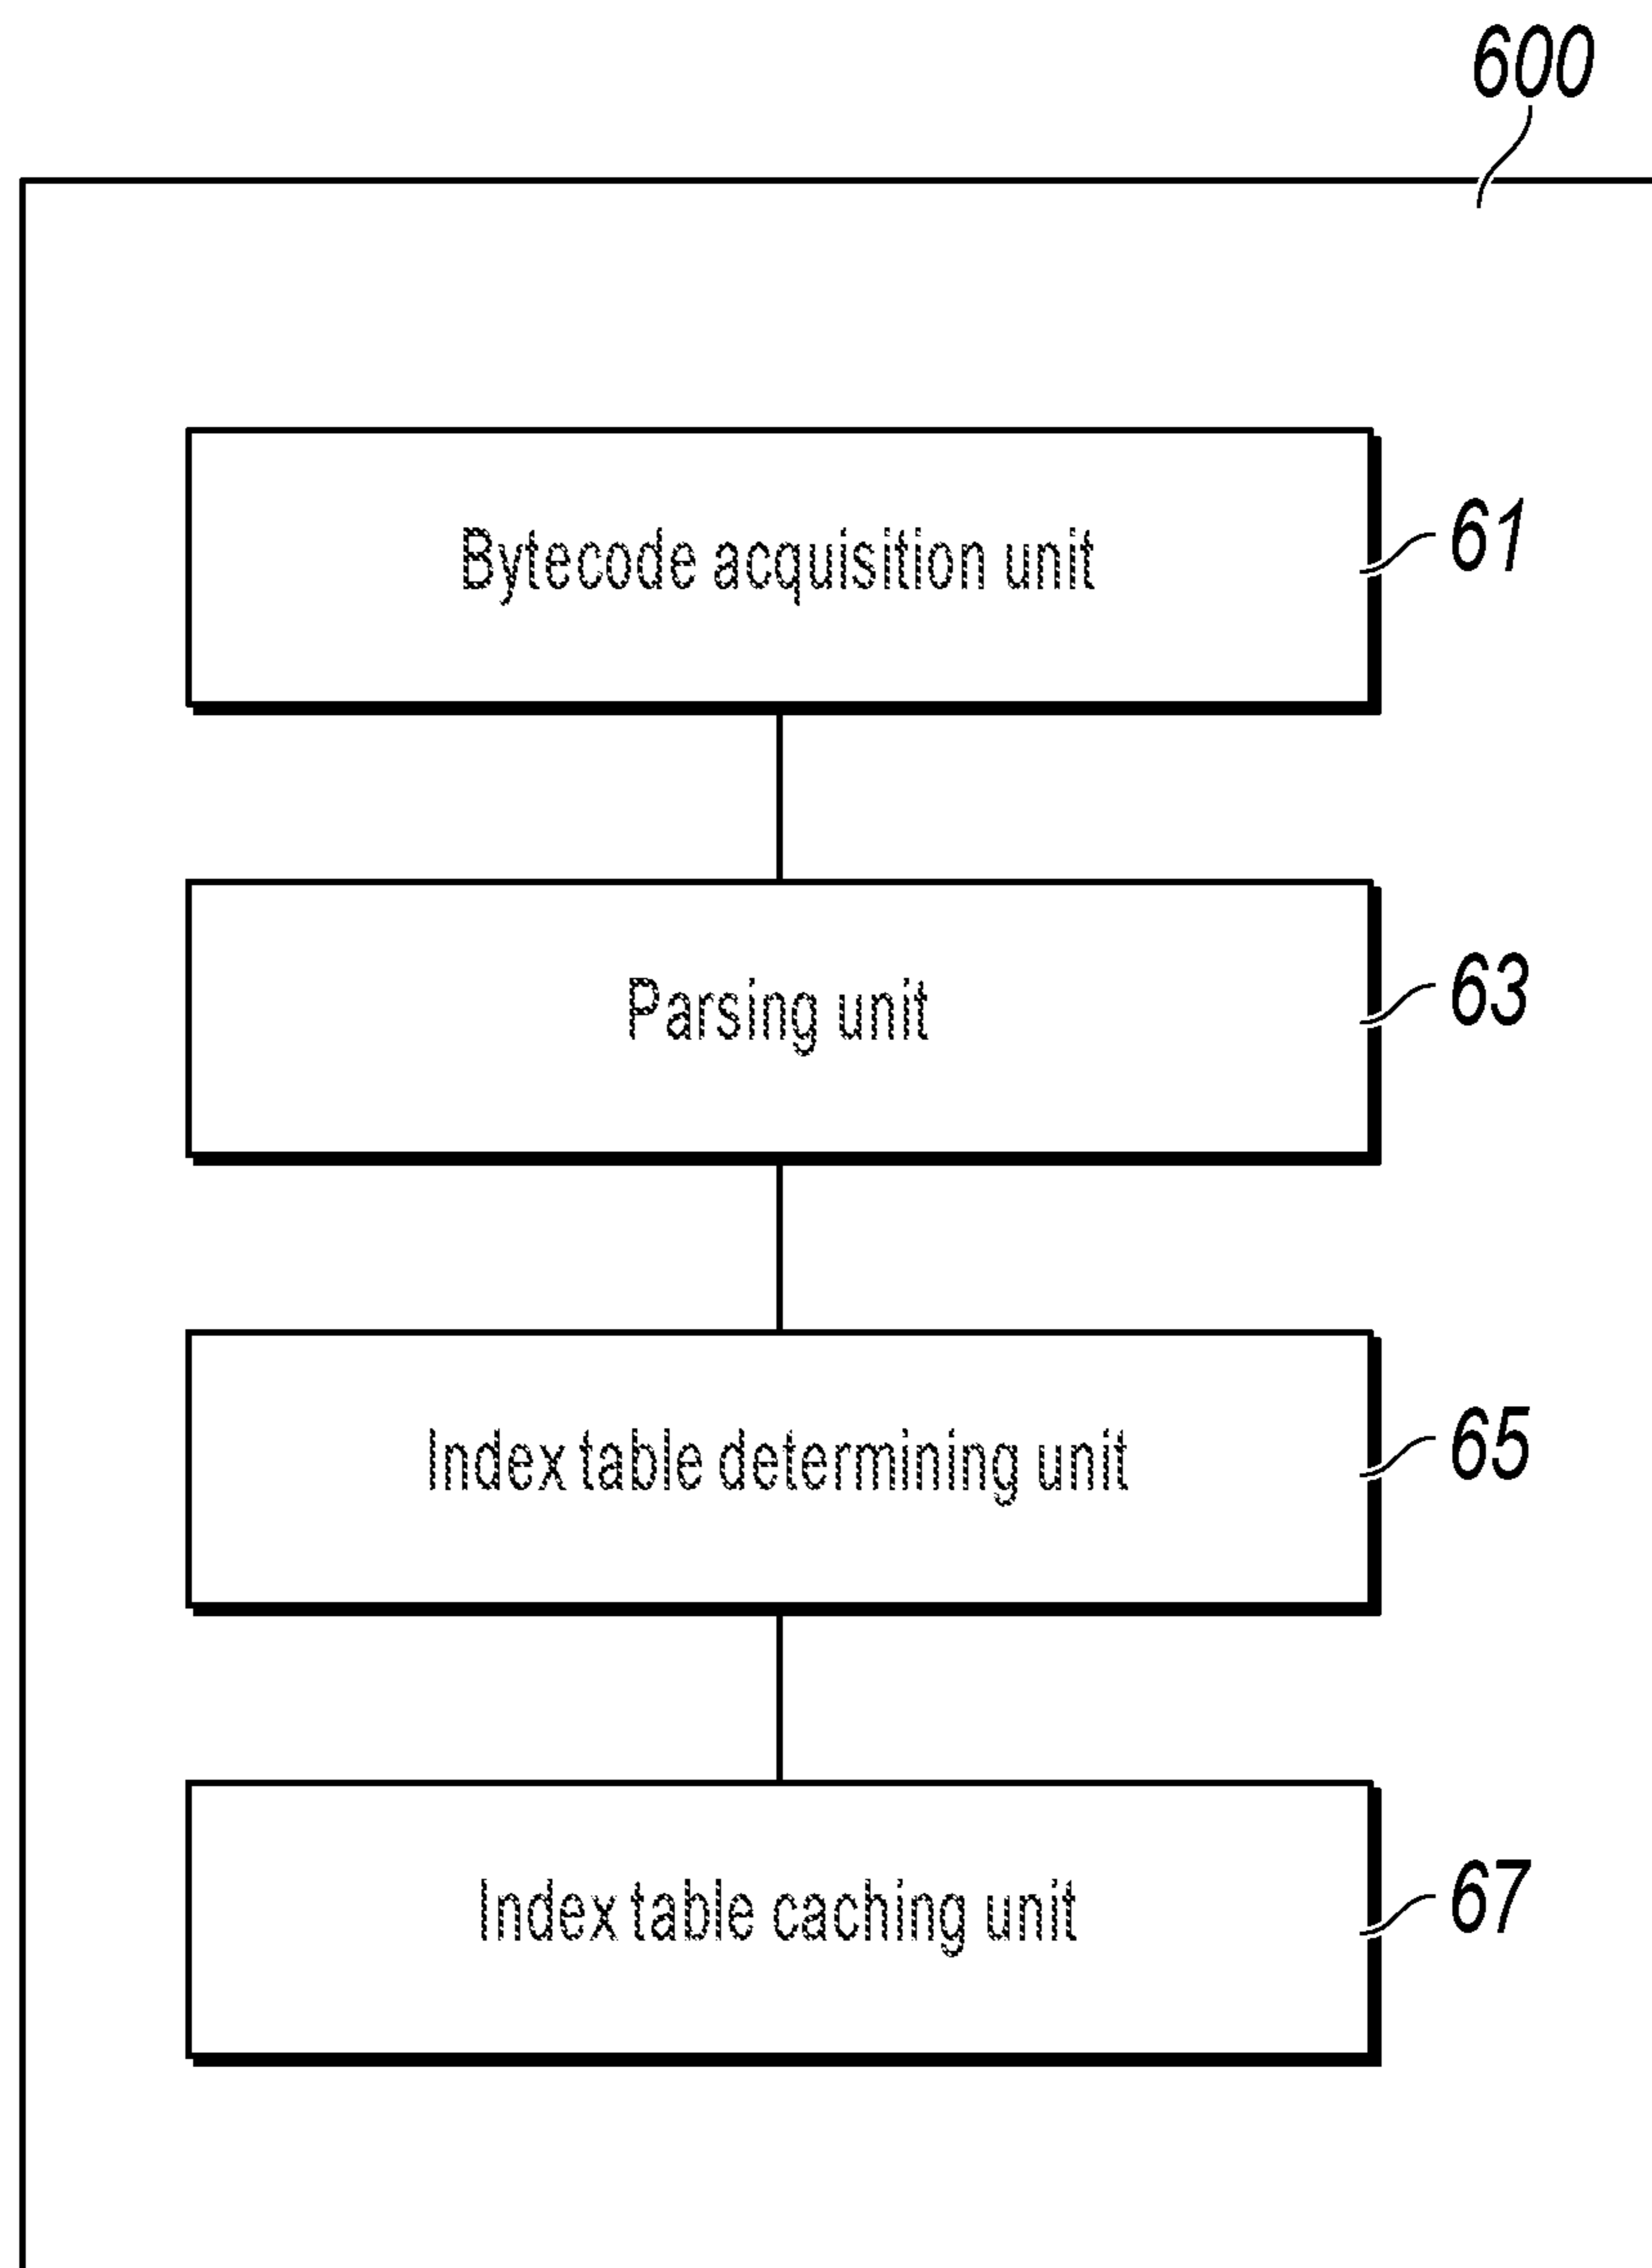 600
Bytecode acquisition unit
61
Parsing unit
63
Index table determining unit
65
Index table caching unit
67